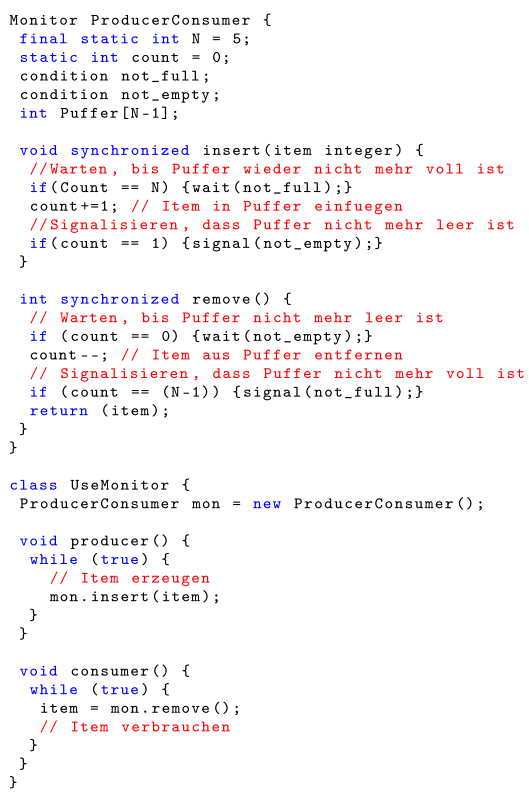 Monitor ProducerConsumer {
final static int N = 5;
static int count = 0;
condition not_full;
condition not_empty;
int Puffer[N-1];

void synchronized insert(item integer) {
//Warten, bis Puffer wieder nicht mehr voll ist
if(Count == N) {wait(not_full);}
count+=1; // Item in Puffer einfuegen
//Signalisieren, dass Puffer nicht mehr leer ist
if(count == 1) {signal(not_empty);}
}

int synchronized remove() {
// Warten, bis Puffer nicht mehr leer ist
if (count == 0) {wait(not_empty);}
count--; // Item aus Puffer entfernen
// Signalisieren, dass Puffer nicht mehr voll ist
if (count == (N-1)) {signal(not_full);}
return (item);
}
}

class UseMonitor {
ProducerConsumer mon = new ProducerConsumer();

void producer() {
while (true) {
// Item erzeugen
mon.insert(item);
}
}

void consumer() {
while (true) {
item = mon.remove();
// Item verbrauchen
}
}
}